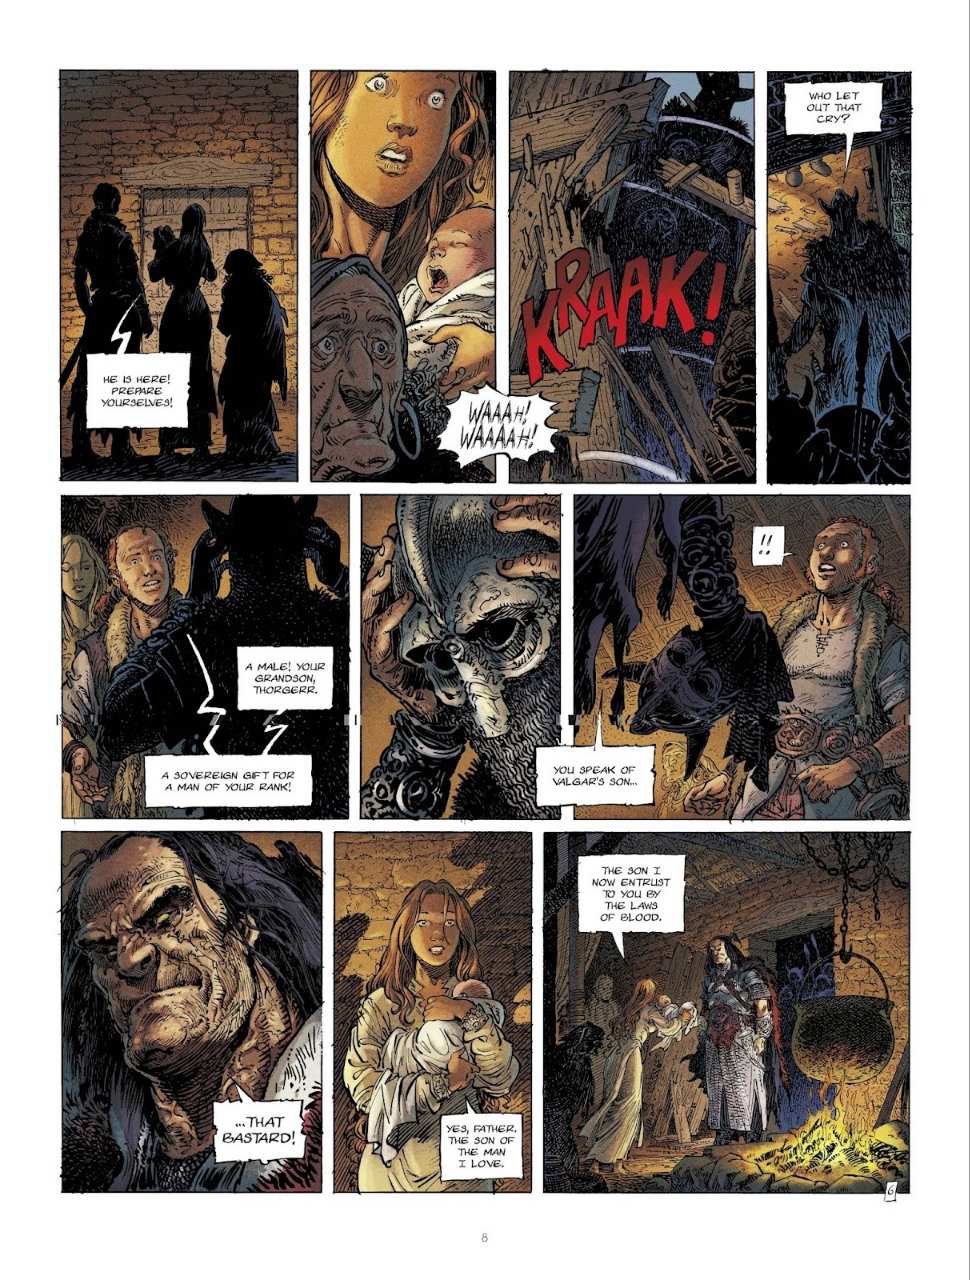 HE IS HERE!
PREPARE
YOURSELVES!
WAAAH!
WAAAAH!
KRAAK!
WHO LET
OUT THAT
CRY?
A MALE! YOUR
GRANDSON,
THORGERR.
A SOVEREIGN GIFT FOR
A MAN OF YOUR RANK!
YOU SPEAK OF
VALGAR'S SON...
!!
...THAT
BASTARD!
YES, FATHER.
THE SON OF
THE MAN
I LOVE.
THE SON I
NOW ENTRUST
TO YOU BY
THE LAWS
OF BLOOD.
6
8